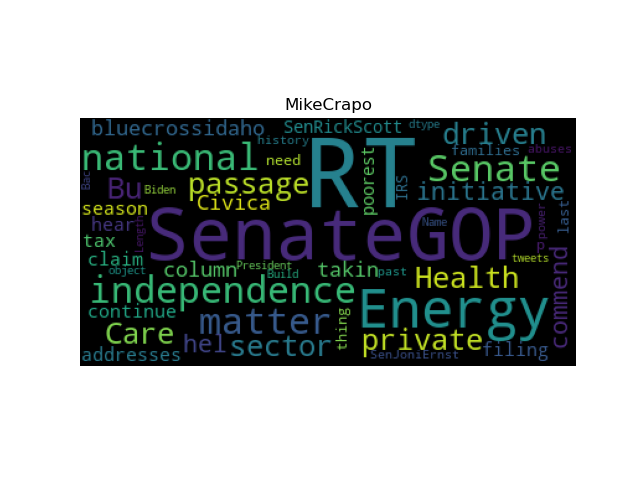 MikeCrapo
bluecrossidaho
SenRickScott
dtype
driven
history
national
RT
need
families
abuses
Senate
Bac
Bu
Biden
passage
poorest
IRS
initiative
season
Civica
last
hear
SenateGOP
Name
power
tax
Length
claim
column
President
takin
past
tweets
object
Build
Health
commend
independence
Energy
continue
matter
thing
Care
hel
sector
private
addresses
SenJoniErnst
filing